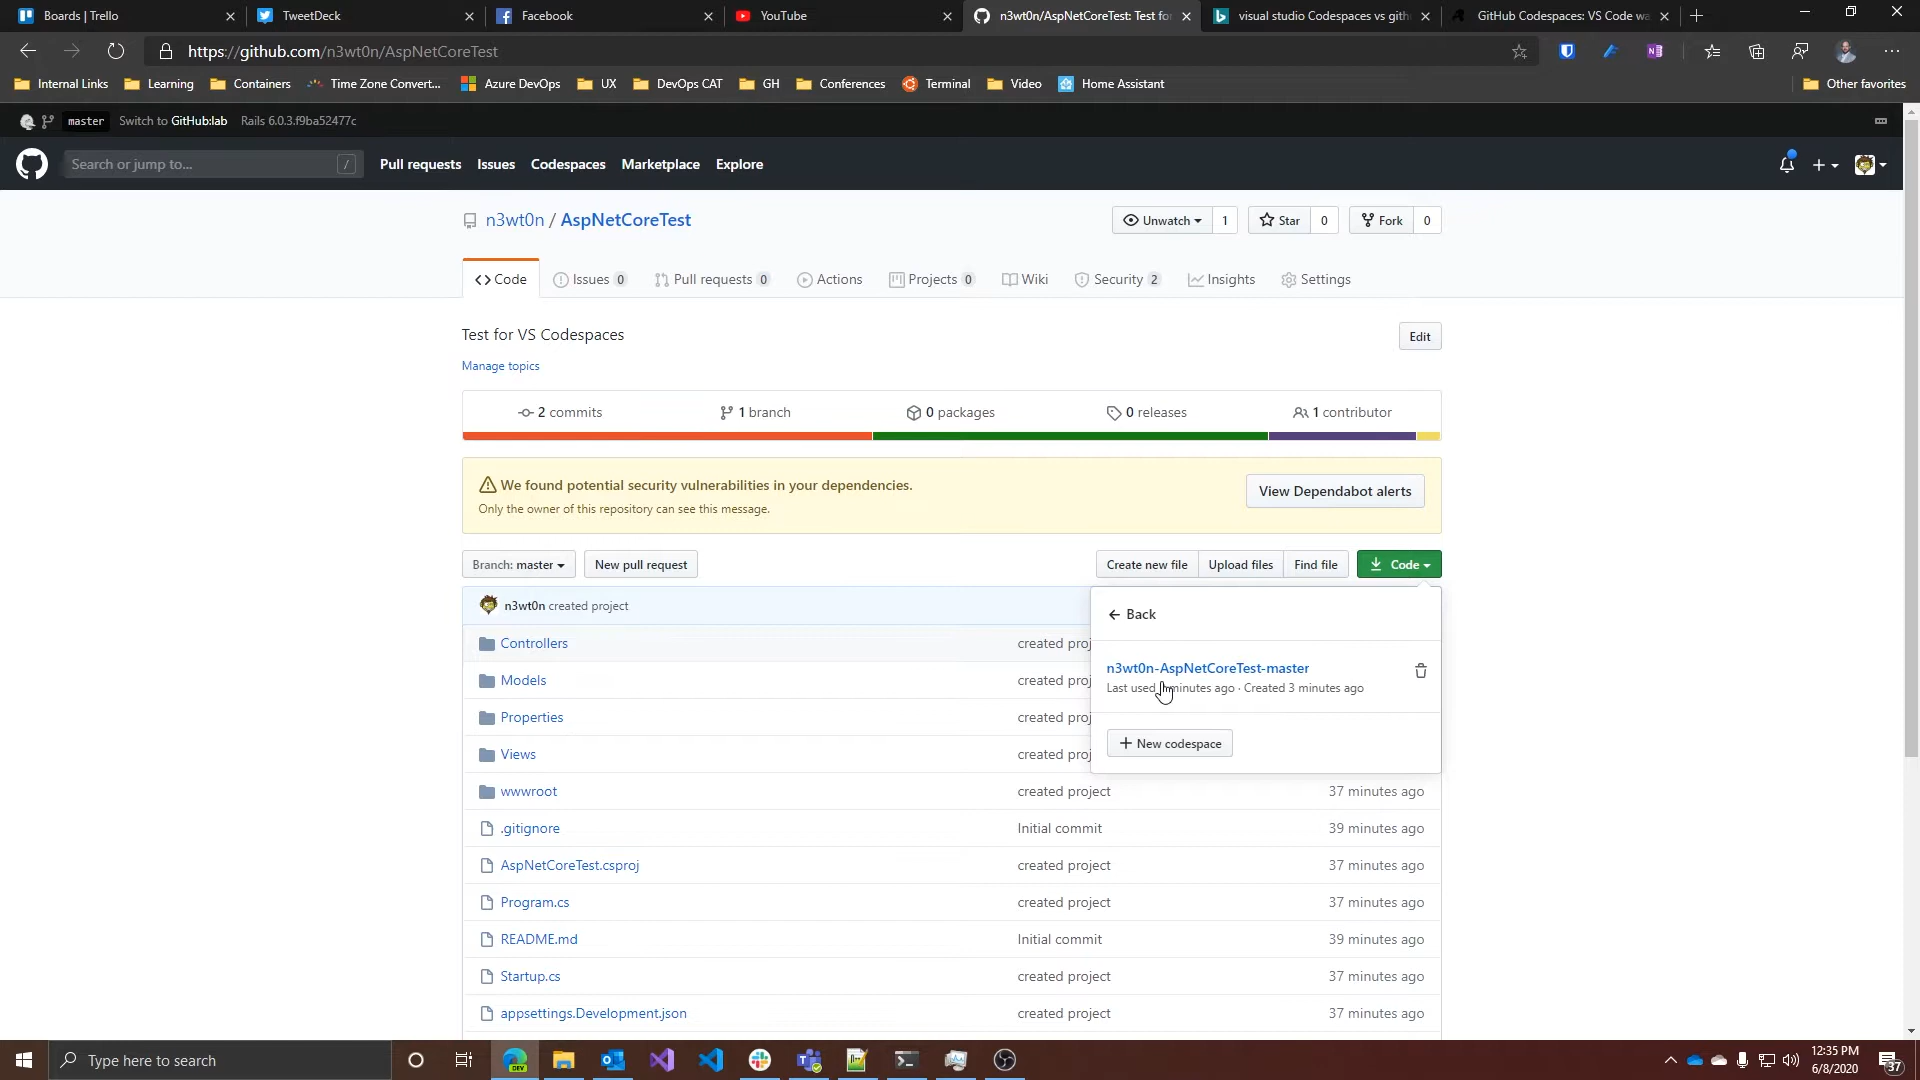 Boards | Trello
TweetDeck
Facebook
YouTube
n3wt0n/AspNetCoreTest: Test for
visual studio Codespaces vs gith
GitHub Codespaces: VS Code wa
https://github.com/n3wt0n/AspNetCoreTest
Internal Links
Learning
Containers
Time Zone Convert...
Azure DevOps
UX
DevOps CAT
GH
Conferences
Terminal
Video
Home Assistant
Other favorites
master
Switch to GitHub:lab
Rails 6.0.3.f9ba52477c
Search or jump to...
/
Pull requests
Issues
Codespaces
Marketplace
Explore
n3wt0n / AspNetCoreTest
Unwatch
1
Star
0
Fork
0
Code
Issues 0
Pull requests 0
Actions
Projects 0
Wiki
Security 2
Insights
Settings
Test for VS Codespaces
Edit
Manage topics
2 commits
1 branch
0 packages
0 releases
1 contributor
We found potential security vulnerabilities in your dependencies.
Only the owner of this repository can see this message.
View Dependabot alerts
Branch: master
New pull request
Create new file
Upload files
Find file
Code
n3wt0n created project
Back
n3wt0n-AspNetCoreTest-master
Last used minutes ago · Created 3 minutes ago
New codespace
Controllers
created proj
Models
created proj
Properties
created proj
Views
created proj
wwwroot
created project
37 minutes ago
.gitignore
Initial commit
39 minutes ago
AspNetCoreTest.csproj
created project
37 minutes ago
Program.cs
created project
37 minutes ago
README.md
Initial commit
39 minutes ago
Startup.cs
created project
37 minutes ago
appsettings.Development.json
created project
37 minutes ago
Type here to search
DEV
12:35 PM
6/8/2020
37